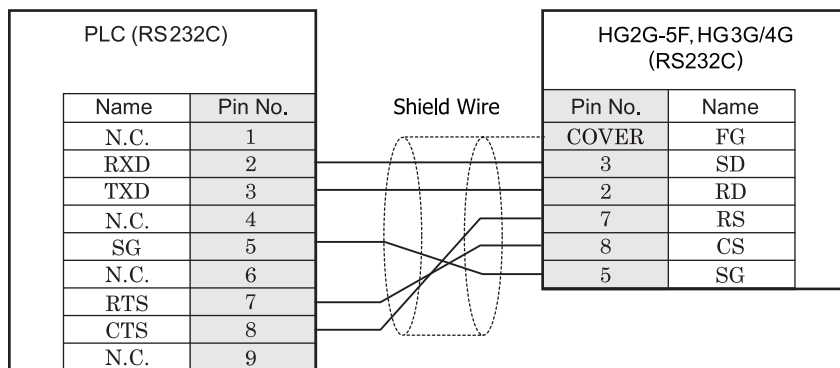 PLC (RS232C)
Name Pin No.
N.C. 1
RXD 2
TXD 3
N.C. 4
SG 5
N.C. 6
RTS 7
CTS 8
N.C. 9
Shield Wire
HG2G-5F, HG3G/4G
(RS232C)
Pin No. Name
COVER FG
3 SD
2 RD
7 RS
8 CS
5 SG